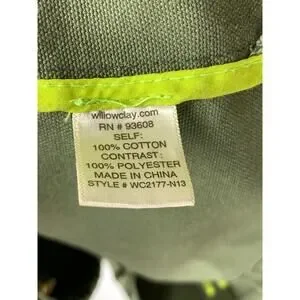 willowclay.com
RN # 93608
SELF:
100% COTTON
CONTRAST:
100% POLYESTER
MADE IN CHINA
STYLE # WC2177-N13